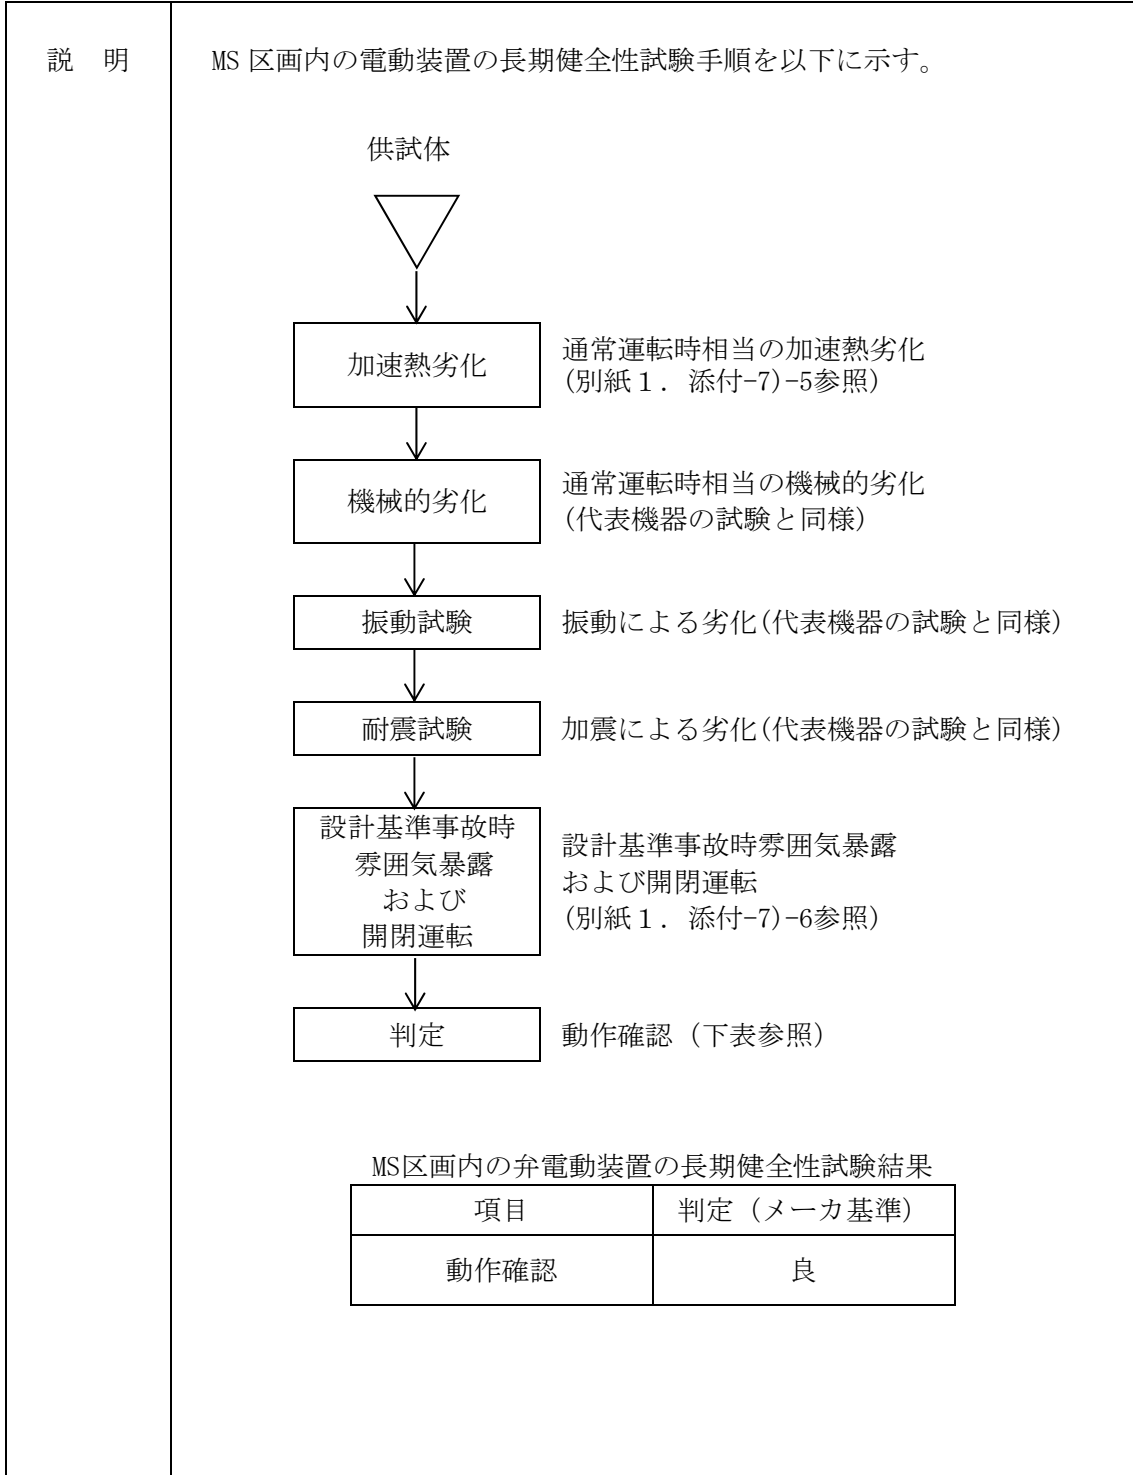 説 明
MS 区画内の電動装置の長期健全性試験手順を以下に示す。
供試体
加速熱劣化
通常運転時相当の加速熱劣化
(別紙１. 添付-7)-5参照)
機械的劣化
通常運転時相当の機械的劣化
(代表機器の試験と同様)
振動試験
振動による劣化(代表機器の試験と同様)
耐震試験
加震による劣化(代表機器の試験と同様)
設計基準事故時
雰囲気暴露
および
開閉運転
設計基準事故時雰囲気暴露
および開閉運転
(別紙１. 添付-7)-6参照)
判定
動作確認（下表参照）
MS区画内の弁電動装置の長期健全性試験結果
項目 判定（メーカ基準）
動作確認 良